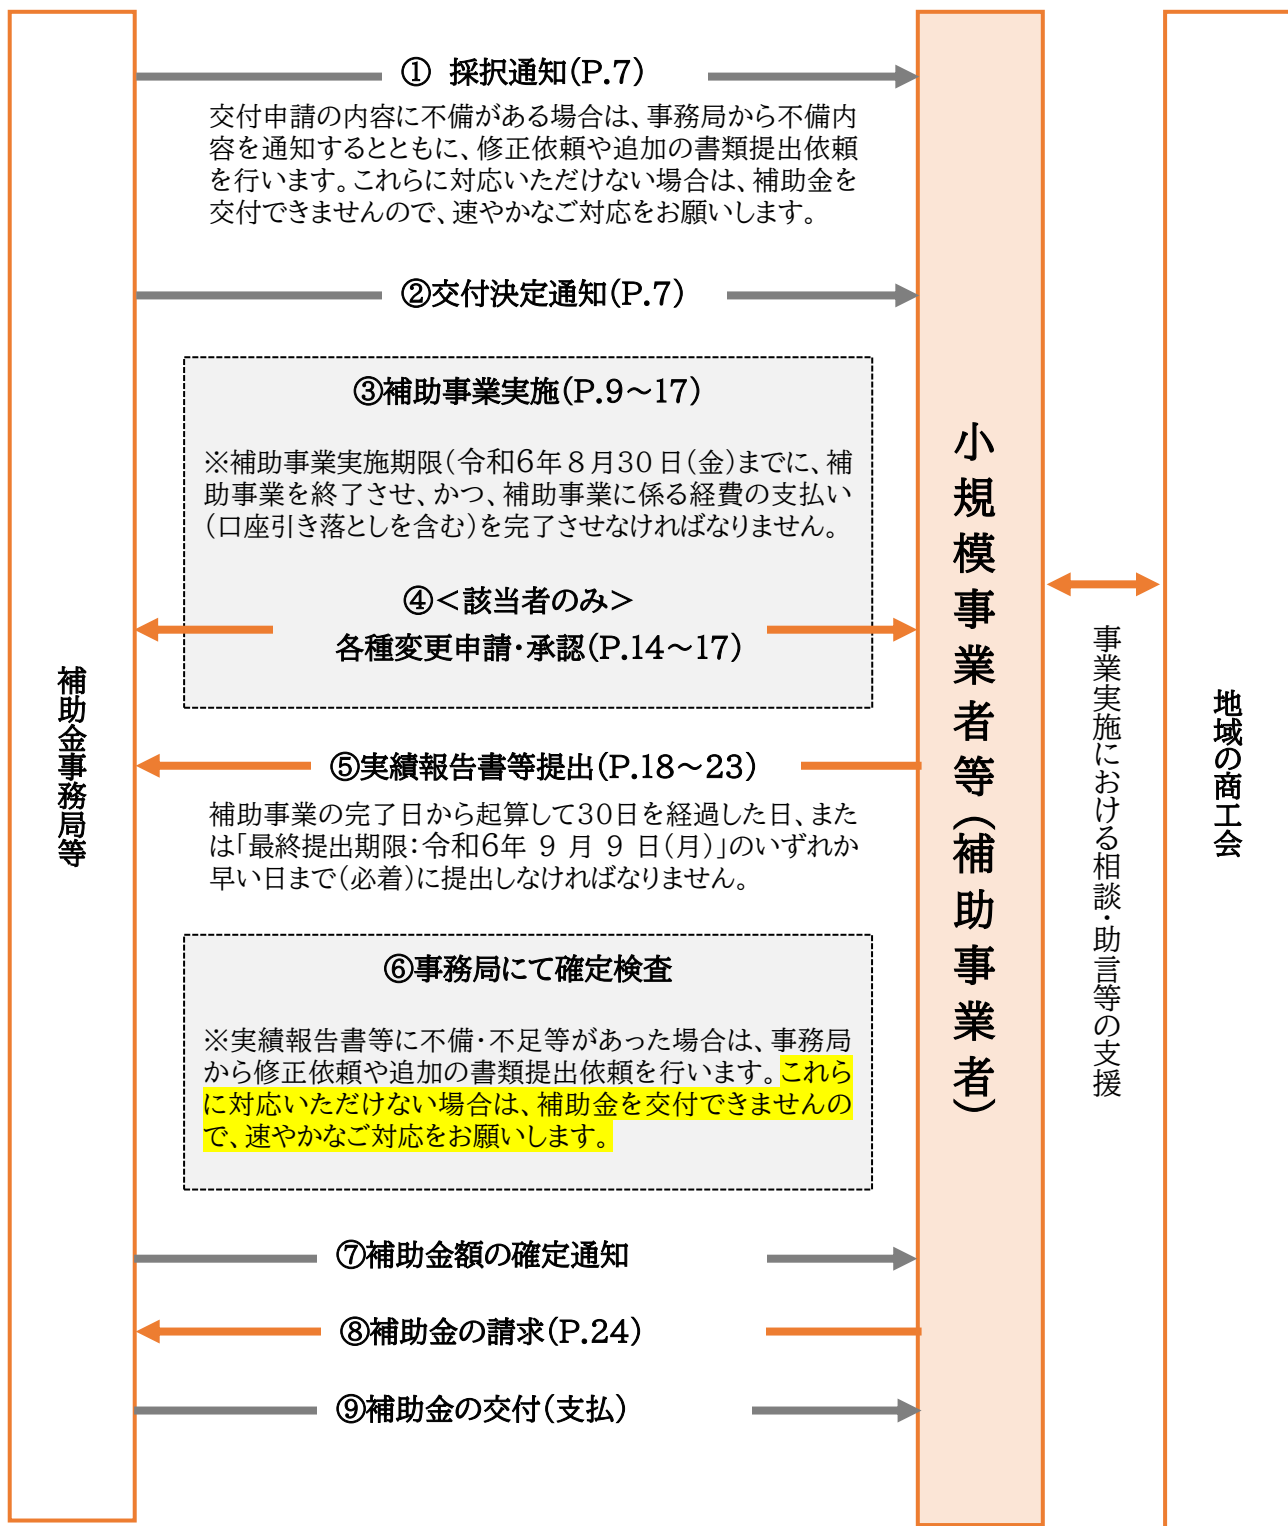 ① 採択通知(P.7)
交付申請の内容に不備がある場合は、事務局から不備内
容を通知するとともに、修正依頼や追加の書類提出依頼
を行います。これらに対応いただけない場合は、補助金を
交付できませんので、速やかなご対応をお願いします。
②交付決定通知(P.7)
③補助事業実施(P.9～17)
※補助事業実施期限(令和6年８月30日(金)までに、補
助事業を終了させ、かつ、補助事業に係る経費の支払い
(口座引き落としを含む)を完了させなければなりません。
④＜該当者のみ＞
各種変更申請・承認(P.14～17)
⑤実績報告書等提出(P.18～23)
補助事業の完了日から起算して30日を経過した日、また
は「最終提出期限:令和6年 ９ 月 ９ 日(月)」のいずれか
早い日まで(必着)に提出しなければなりません。
⑥事務局にて確定検査
※実績報告書等に不備・不足等があった場合は、事務局
から修正依頼や追加の書類提出依頼を行います。これら
に対応いただけない場合は、補助金を交付できませんの
で、速やかなご対応をお願いします。
⑦補助金額の確定通知
⑧補助金の請求(P.24)
⑨補助金の交付(支払)
補助金事務局等
小規模事業者等(補助事業者)
事業実施における相談・助言等の支援
地域の商工会